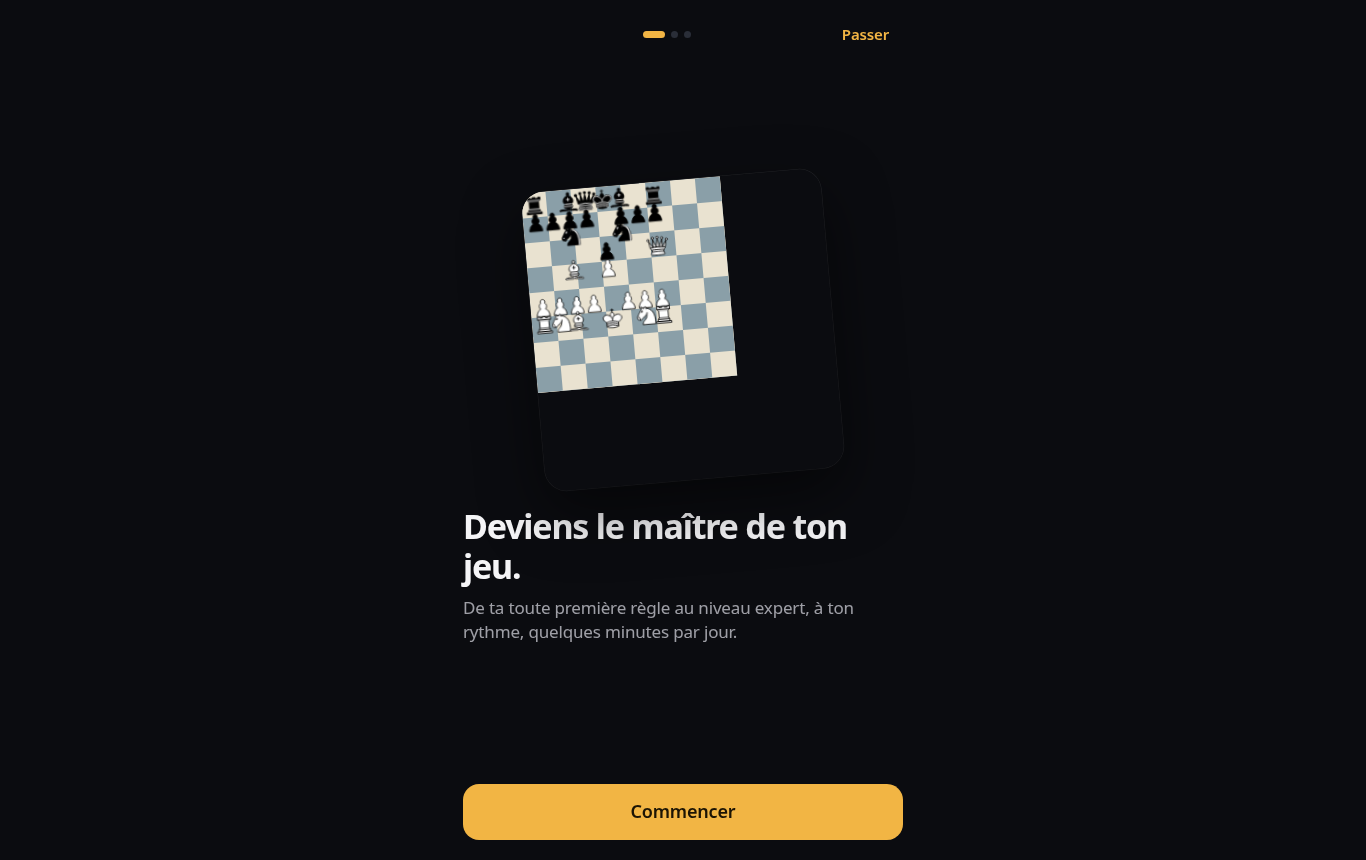 Passer
Deviens le maître de ton
jeu.
De ta toute première règle au niveau expert, à ton
rythme, quelques minutes par jour.
Commencer